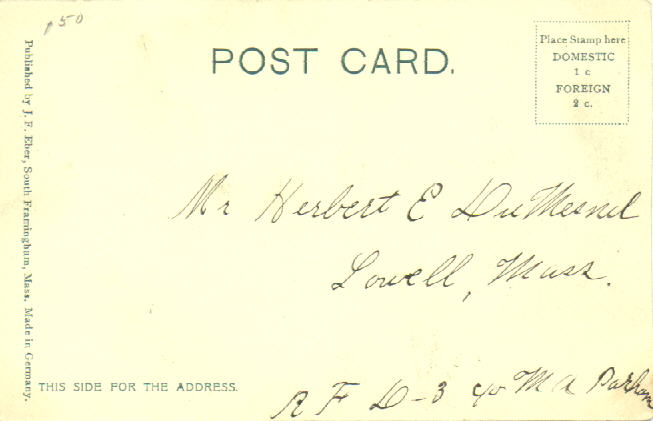 150
POST CARD.
Place Stamp here
DOMESTIC
1 c
FOREIGN
2 c.
Mr Herbert E DuMesnil
Lowell, Mass.
R F D-3 c/o M A Parham
THIS SIDE FOR THE ADDRESS.
Published by J. F. Eber, South Framingham, Mass. Made in Germany.